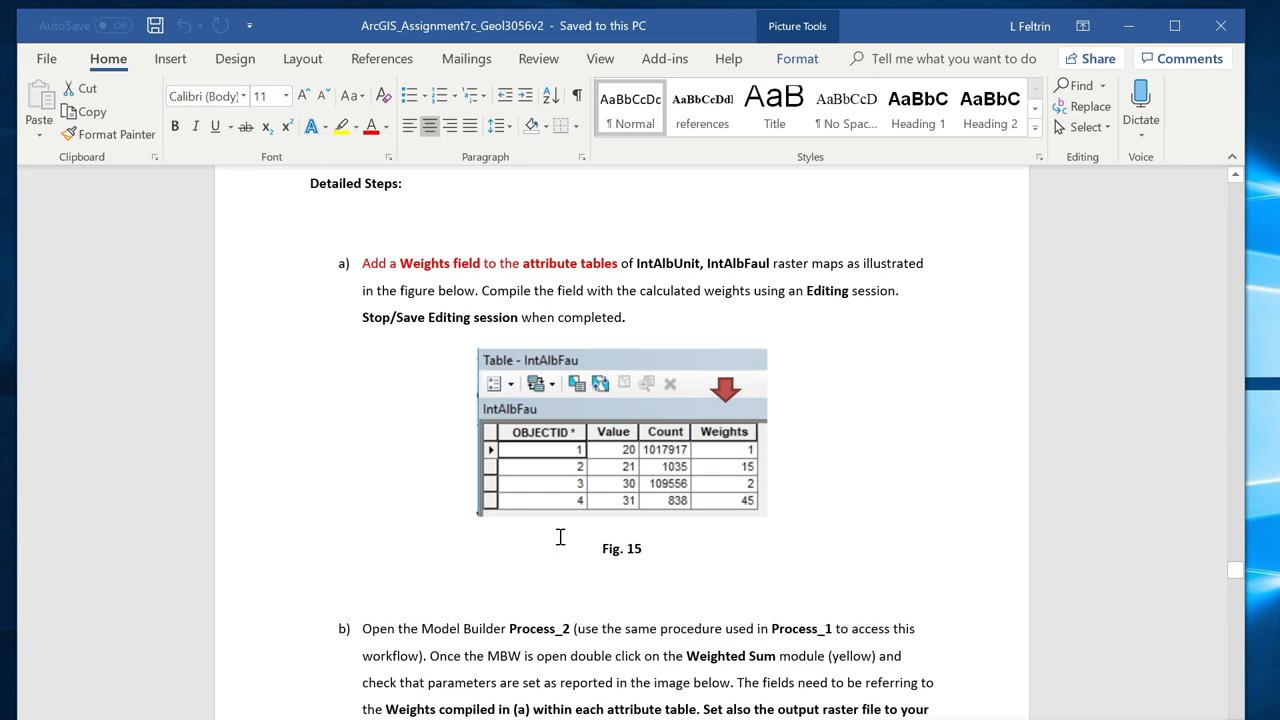 AutoSave Off
ArcGIS_Assignment7c_Geol3056v2 - Saved to this PC
Picture Tools
L Feltrin
File Home Insert Design Layout References Mailings Review View Add-ins Help Format Tell me what you want to do Share Comments
Paste
Cut
Copy
Format Painter
Calibri (Body) 11
AaBbCcDc
¶ Normal
AaBbCcDdI
references
AaB
Title
AaBbCcDd
¶ No Spac...
AaBbC
Heading 1
AaBbC
Heading 2
Find
Replace
Select
Dictate
Clipboard Font Paragraph Styles Editing Voice
Detailed Steps:
a) Add a Weights field to the attribute tables of IntAlbUnit, IntAlbFaul raster maps as illustrated
in the figure below. Compile the field with the calculated weights using an Editing session.
Stop/Save Editing session when completed.
Table - IntAlbFau
IntAlbFau
OBJECTID * Value Count Weights
1 20 1017917 1
2 21 1035 15
3 30 109556 2
4 31 838 45
Fig. 15
b) Open the Model Builder Process_2 (use the same procedure used in Process_1 to access this
workflow). Once the MBW is open double click on the Weighted Sum module (yellow) and
check that parameters are set as reported in the image below. The fields need to be referring to
the Weights compiled in (a) within each attribute table. Set also the output raster file to your